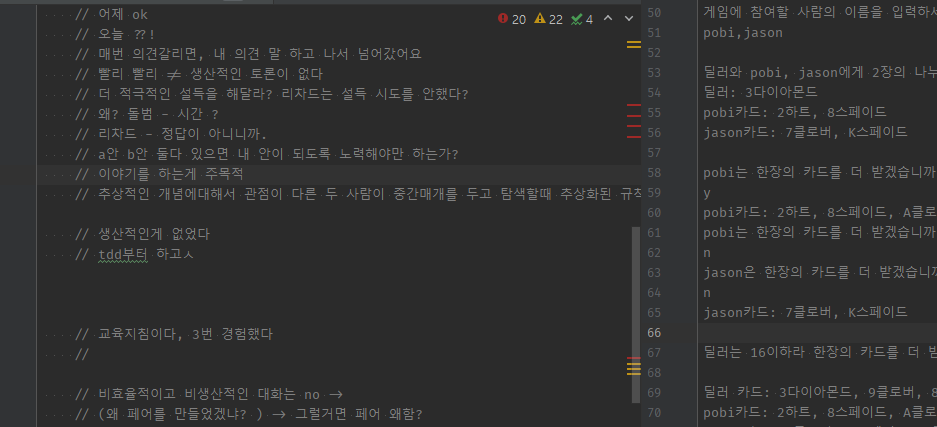 // 어제 ok
// 오늘 ??!
// 매번 의견갈리면, 내 의견 말 하고 나서 넘어갔어요
// 빨리 빨리 ≠ 생산적인 토론이 없다
// 더 적극적인 설득을 해달라? 리차드는 설득 시도를 안했다?
// 왜? 둘범 - 시간 ?
// 리차드 - 정답이 아니니까.
// a안 b안 둘다 있으면 내 안이 되도록 노력해야만 하는가?
// 이야기를 하는게 주목적
// 추상적인 개념에대해서 관점이 다른 두 사람이 중간매개를 두고 탐색할때 추상화된 규칙
// 생산적인게 없었다
// tdd부터 하고ㅅ
// 교육지침이다, 3번 경험했다
//
// 비효율적이고 비생산적인 대화는 no →
// (왜 페어를 만들었겠냐? ) → 그럴거면 페어 왜함?
20 22 4
50 게임에 참여할 사람의 이름을 입력하
51 pobi,jason
52
53 딜러와 pobi, jason에게 2장의 나누
54 딜러: 3다이아몬드
55 pobi카드: 2하트, 8스페이드
56 jason카드: 7클로버, K스페이드
57
58 pobi는 한장의 카드를 더 받겠습니까
59 y
60 pobi카드: 2하트, 8스페이드, A클로
61 pobi는 한장의 카드를 더 받겠습니까
62 n
63 jason은 한장의 카드를 더 받겠습니
64 n
65 jason카드: 7클로버, K스페이드
66
67 딜러는 16이하라 한장의 카드를 더 받
68
69 딜러 카드: 3다이아몬드, 9클로버, 8
70 pobi카드: 2하트, 8스페이드, A클로